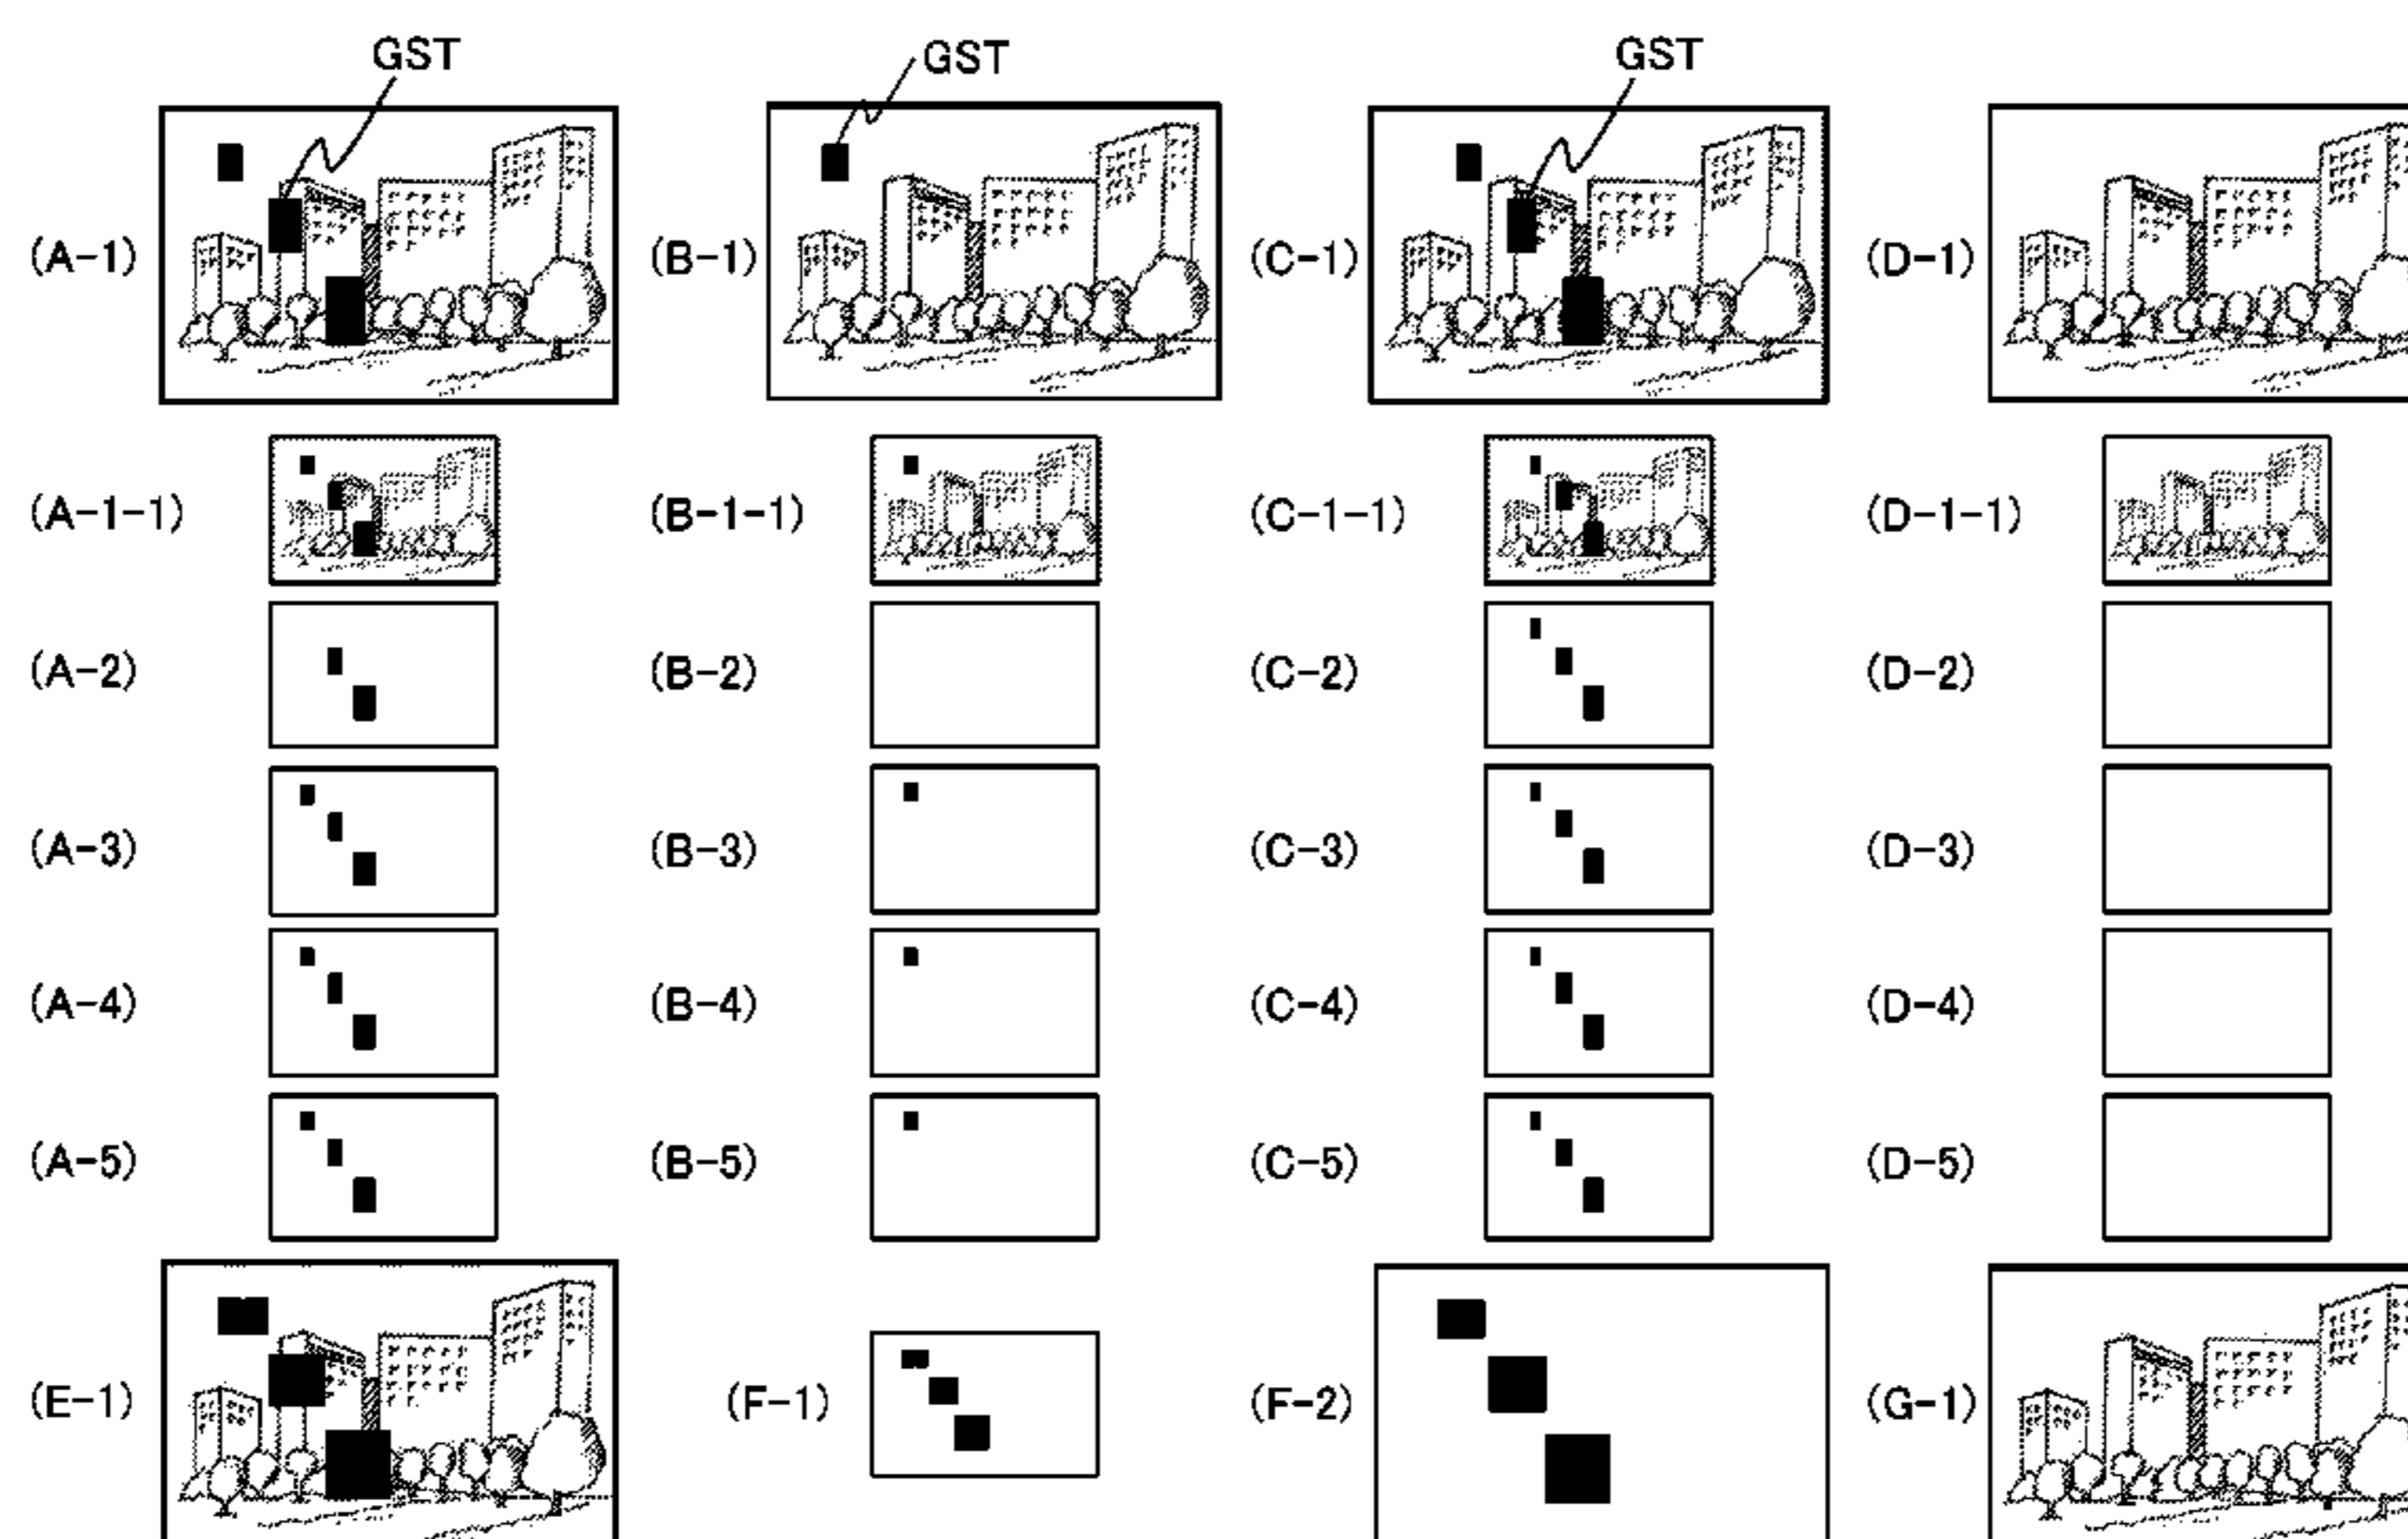 GST GST GST
(A-1) (B-1) (C-1) (D-1)
(A-1-1) (B-1-1) (C-1-1) (D-1-1)
(A-2) (B-2) (C-2) (D-2)
(A-3) (B-3) (C-3) (D-3)
(A-4) (B-4) (C-4) (D-4)
(A-5) (B-5) (C-5) (D-5)
(E-1) (F-1) (F-2) (G-1)